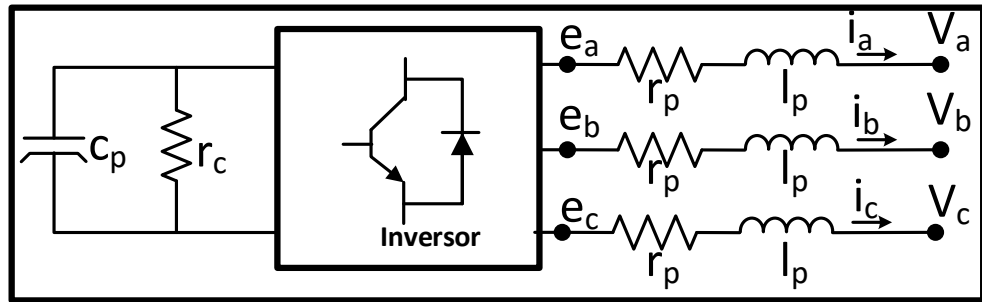 e_a r_p l_p i_a V_a
c_p r_c
e_b r_p l_p i_b V_b
Inversor
e_c r_p l_p i_c V_c